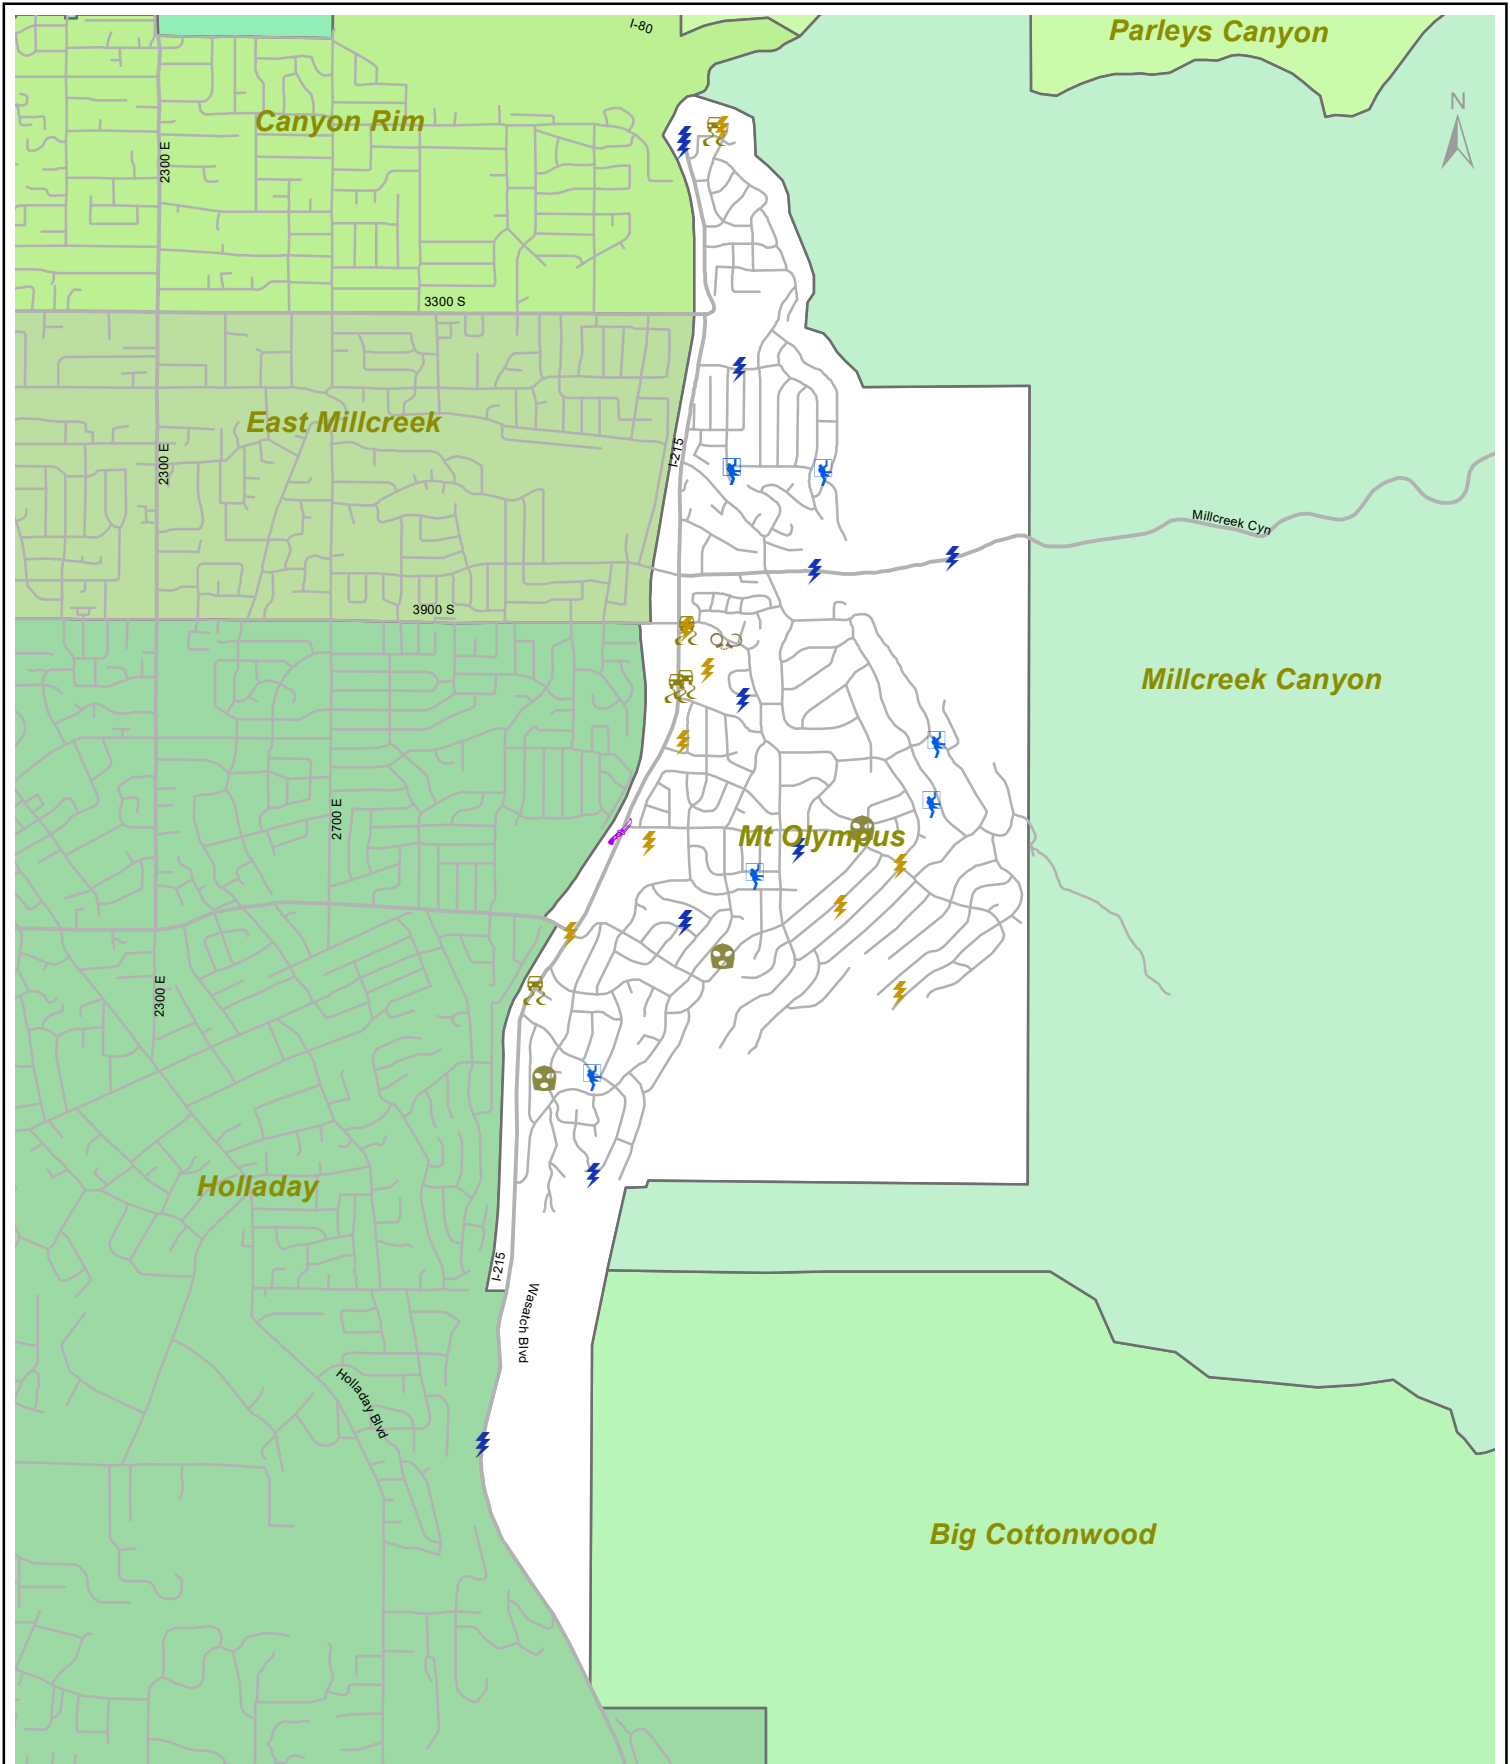 I-80
Parleys Canyon
N
Canyon Rim
2300 E
3300 S
East Millcreek
2300 E
I-215
Millcreek Cyn
3900 S
Millcreek Canyon
2700 E
Mt Olympus
2300 E
Holladay
I-215
Wasatch Blvd
Holladay Blvd
Big Cottonwood